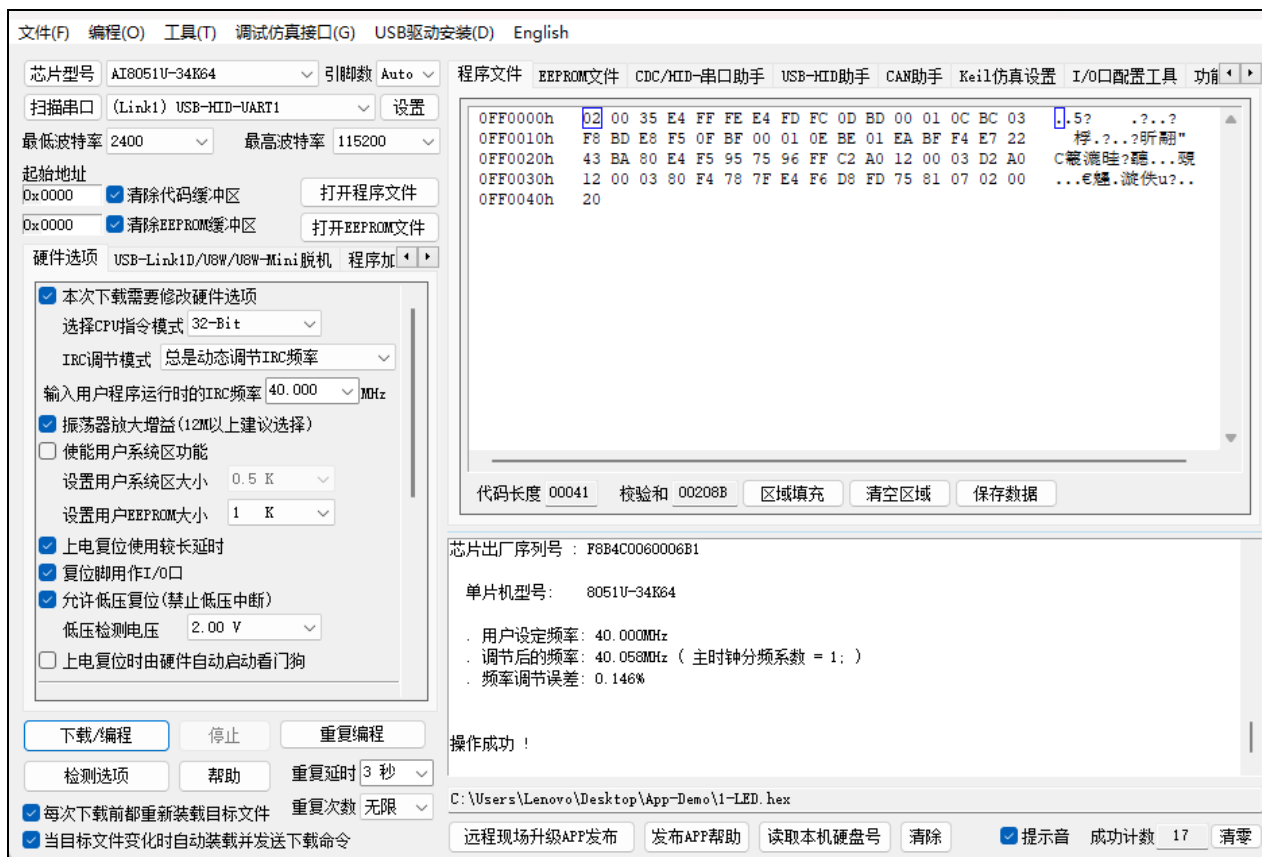 文件(F) 编程(O) 工具(T) 调试仿真接口(G) USB驱动安装(D) English
芯片型号 AI8051U-34K64 引脚数 Auto
扫描串口 (Link1) USB-HID-UART1 设置
最低波特率 2400 最高波特率 115200
起始地址
0x0000 清除代码缓冲区 打开程序文件
0x0000 清除EEPROM缓冲区 打开EEPROM文件
硬件选项 USB-Link1D/U8W/U8W-Mini脱机 程序加
本次下载需要修改硬件选项
选择CPU指令模式 32-Bit
IRC调节模式 总是动态调节IRC频率
输入用户程序运行时的IRC频率 40.000 MHz
振荡器放大增益(12M以上建议选择)
使能用户系统区功能
设置用户系统区大小 0.5 K
设置用户EEPROM大小 1 K
上电复位使用较长延时
复位脚用作I/O口
允许低压复位(禁止低压中断)
低压检测电压 2.00 V
上电复位时由硬件自动启动看门狗
下载/编程 停止 重复编程
检测选项 帮助 重复延时 3 秒
每次下载前都重新装载目标文件 重复次数 无限
当目标文件变化时自动装载并发送下载命令
程序文件 EEPROM文件 CDC/HID-串口助手 USB-HID助手 CAN助手 Keil仿真设置 I/O口配置工具 功能
0FF0000h 02 00 35 E4 FF FE E4 FD FC 0D BD 00 01 0C BC 03 ..5? .?..?
0FF0010h F8 BD E8 F5 0F BF 00 01 0E BE 01 EA BF F4 E7 22
0FF0020h 43 BA 80 E4 F5 95 75 96 FF C2 A0 12 00 03 D2 A0
0FF0030h 12 00 03 80 F4 78 7F E4 F6 D8 FD 75 81 07 02 00
0FF0040h 20
代码长度 00041 校验和 00208B 区域填充 清空区域 保存数据
芯片出厂序列号 : F8B4C0060006B1
单片机型号: 8051U-34K64
. 用户设定频率: 40.000MHz
. 调节后的频率: 40.058MHz ( 主时钟分频系数 = 1; )
. 频率调节误差: 0.146%
操作成功 !
C:\Users\Lenovo\Desktop\App-Demo\1-LED.hex
远程现场升级APP发布 发布APP帮助 读取本机硬盘号 清除 提示音 成功计数 17 清零